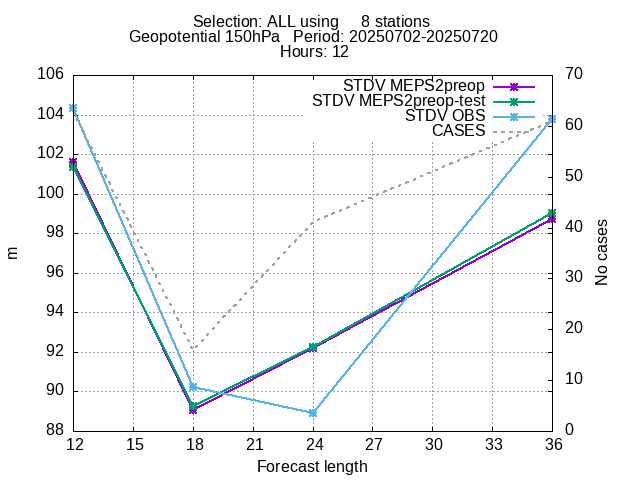 Selection: ALL using     8 stations
Geopotential 150hPa   Period: 20250702-20250720
Hours: 12
STDV MEPS2preop
STDV MEPS2preop-test
STDV OBS
CASES
106
104
102
100
98
96
94
92
90
88
m
70
60
50
40
30
20
10
0
No cases
12 15 18 21 24 27 30 33 36
Forecast length